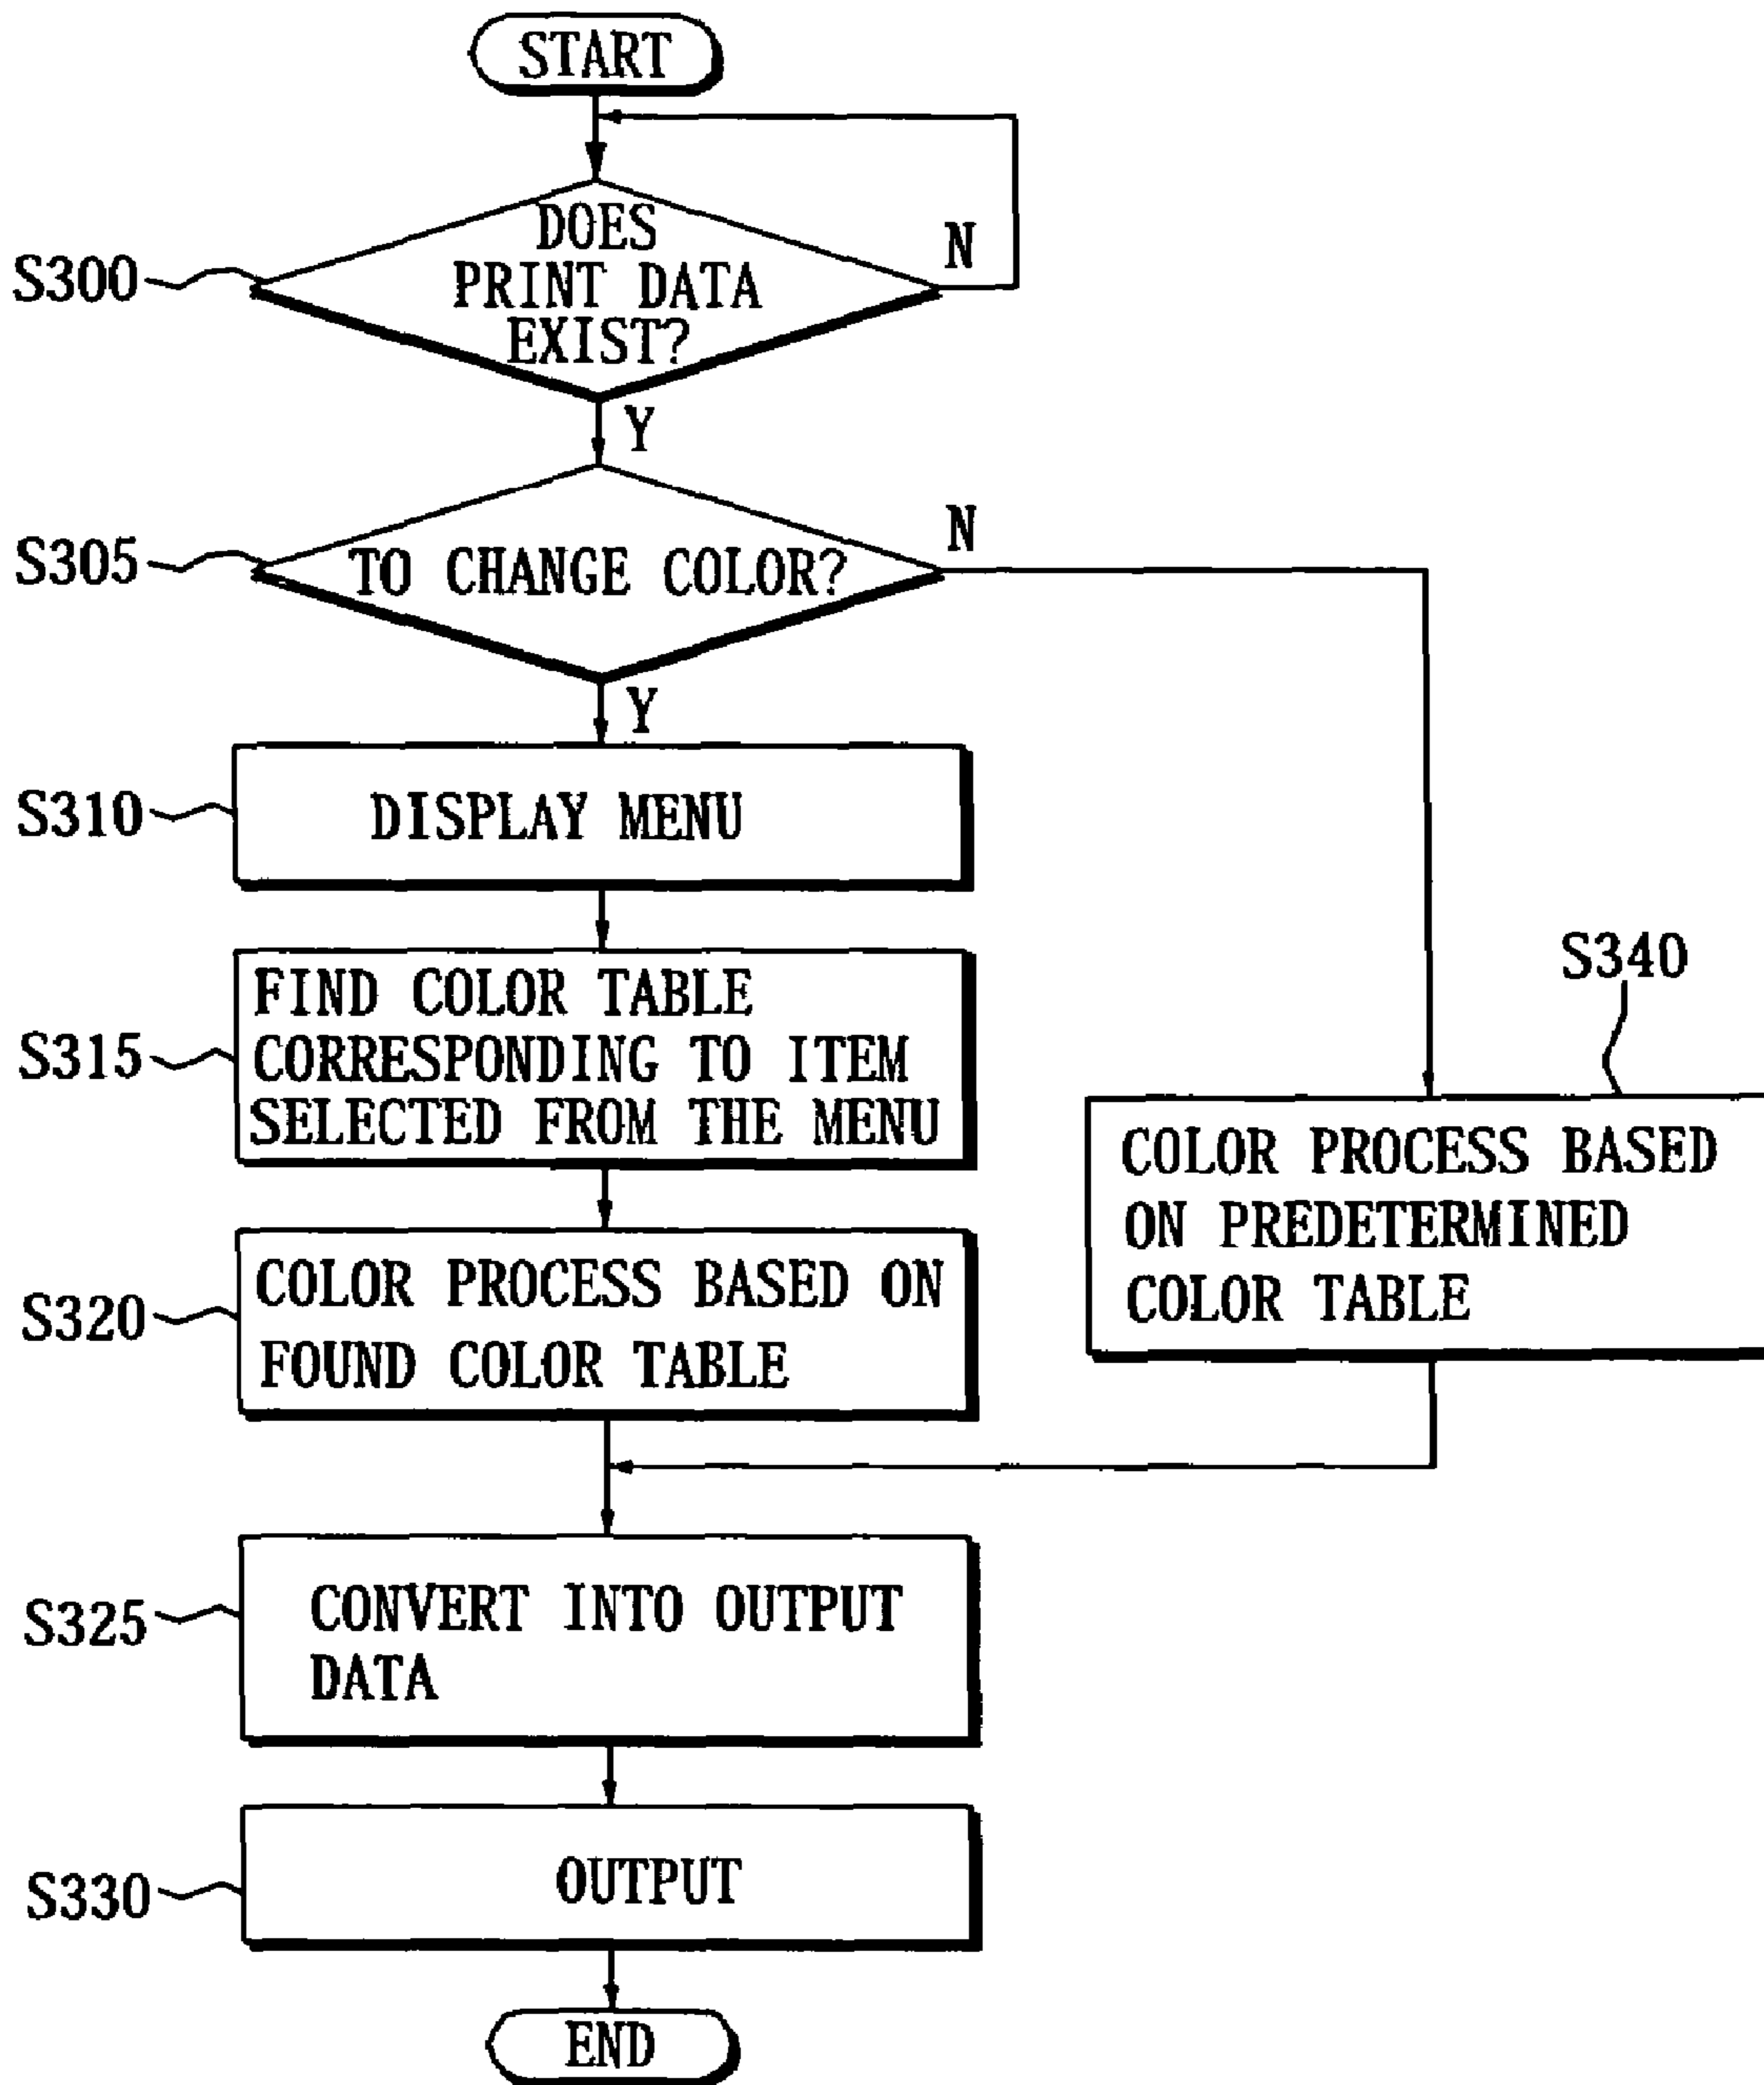 START
DOES
PRINT DATA
EXIST?
N
S300
Y
TO CHANGE COLOR?
N
S305
Y
DISPLAY MENU
S310
FIND COLOR TABLE
CORRESPONDING TO ITEM
SELECTED FROM THE MENU
S315
S340
COLOR PROCESS BASED
ON PREDETERMINED
COLOR TABLE
COLOR PROCESS BASED ON
FOUND COLOR TABLE
S320
CONVERT INTO OUTPUT
DATA
S325
OUTPUT
S330
END